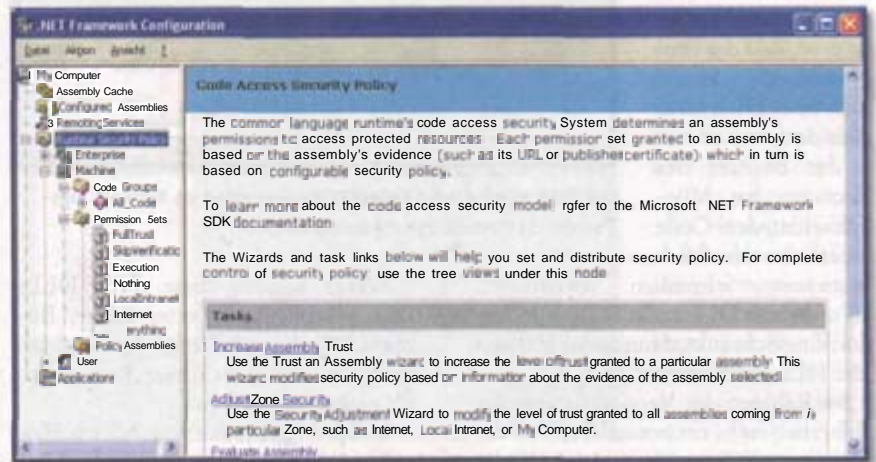 .NET Framework Configuration
Datei Aktion Ansicht ?
My Computer
Assembly Cache
Configured Assemblies
Remoting Services
Runtime Security Policy
Enterprise
Machine
Code Groups
All_Code
Permission Sets
FullTrust
SkipVerificatic
Execution
Nothing
LocalIntranet
Internet
erything
Policy Assemblies
User
Applications
Code Access Security Policy
The common language runtime's code access security System determines an assembly's
permissions to access protected resources. Each permission set granted to an assembly is
based on the assembly's evidence (such as its URL or publisher certificate) which in turn is
based on configurable security policy.
To learn more about the code access security model rgfer to the Microsoft NET Framework
SDK documentation
The Wizards and task links below will help you set and distribute security policy. For complete
control of security policy use the tree views under this node
Tasks
Increase Assembly Trust
Use the Trust an Assembly wizard to increase the level of trust granted to a particular assembly This
wizard modifies security policy based on information about the evidence of the assembly selected
Adjust Zone Security
Use the Security Adjustment Wizard to modify the level of trust granted to all assemblies coming from
particular Zone, such as Internet, Local Intranet, or My Computer.
Evaluate Assembly